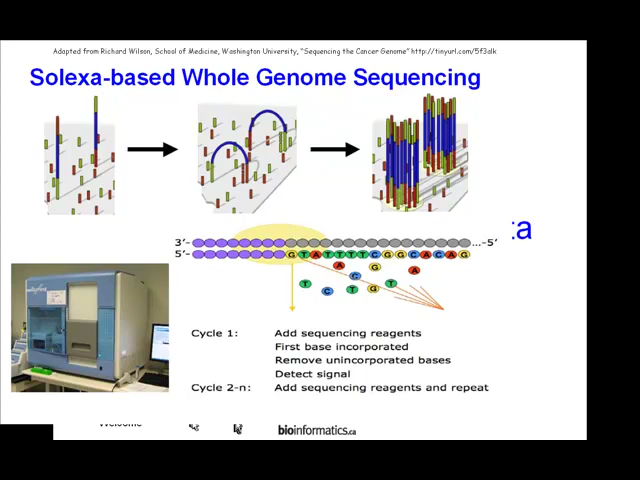 Adapted from Richard Wilson, School of Medicine, Washington University, "Sequencing the Cancer Genome" http://tinyurl.com/5f3alk
Solexa-based Whole Genome Sequencing
ta
3'-
...-5'
5'-
G T A T T T T C G G C A C A G
A G A
C
T C T G T
Cycle 1: Add sequencing reagents
First base incorporated
Remove unincorporated bases
Detect signal
Cycle 2-n: Add sequencing reagents and repeat
Welcome
bioinformatics.ca